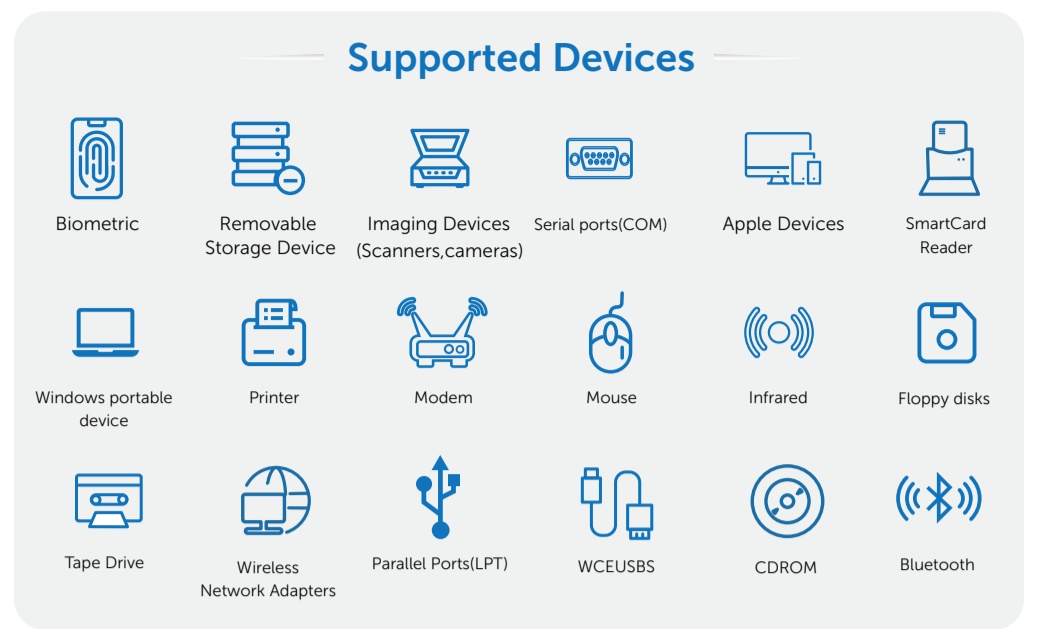 Supported Devices
Biometric
Removable
Storage Device
Imaging Devices
(Scanners,cameras)
Serial ports(COM)
Apple Devices
SmartCard
Reader
Windows portable
device
Printer
Modem
Mouse
Infrared
Floppy disks
Tape Drive
Wireless
Network Adapters
Parallel Ports(LPT)
WCEUSBS
CDROM
Bluetooth